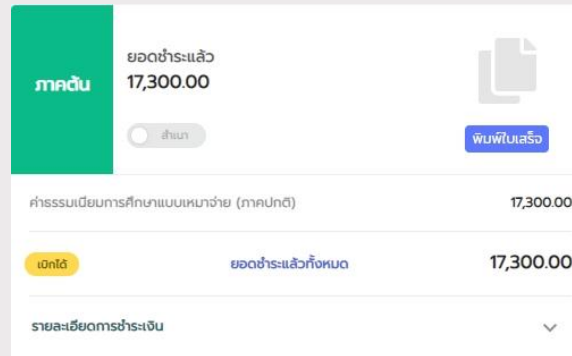 ภาคต้น
ยอดชำระแล้ว
17,300.00
สำเนา
พิมพ์ใบเสร็จ
ค่าธรรมเนียมการศึกษาแบบเหมาจ่าย (ภาคปกติ) 17,300.00
เบิกได้ ยอดชำระแล้วทั้งหมด 17,300.00
รายละเอียดการชำระเงิน